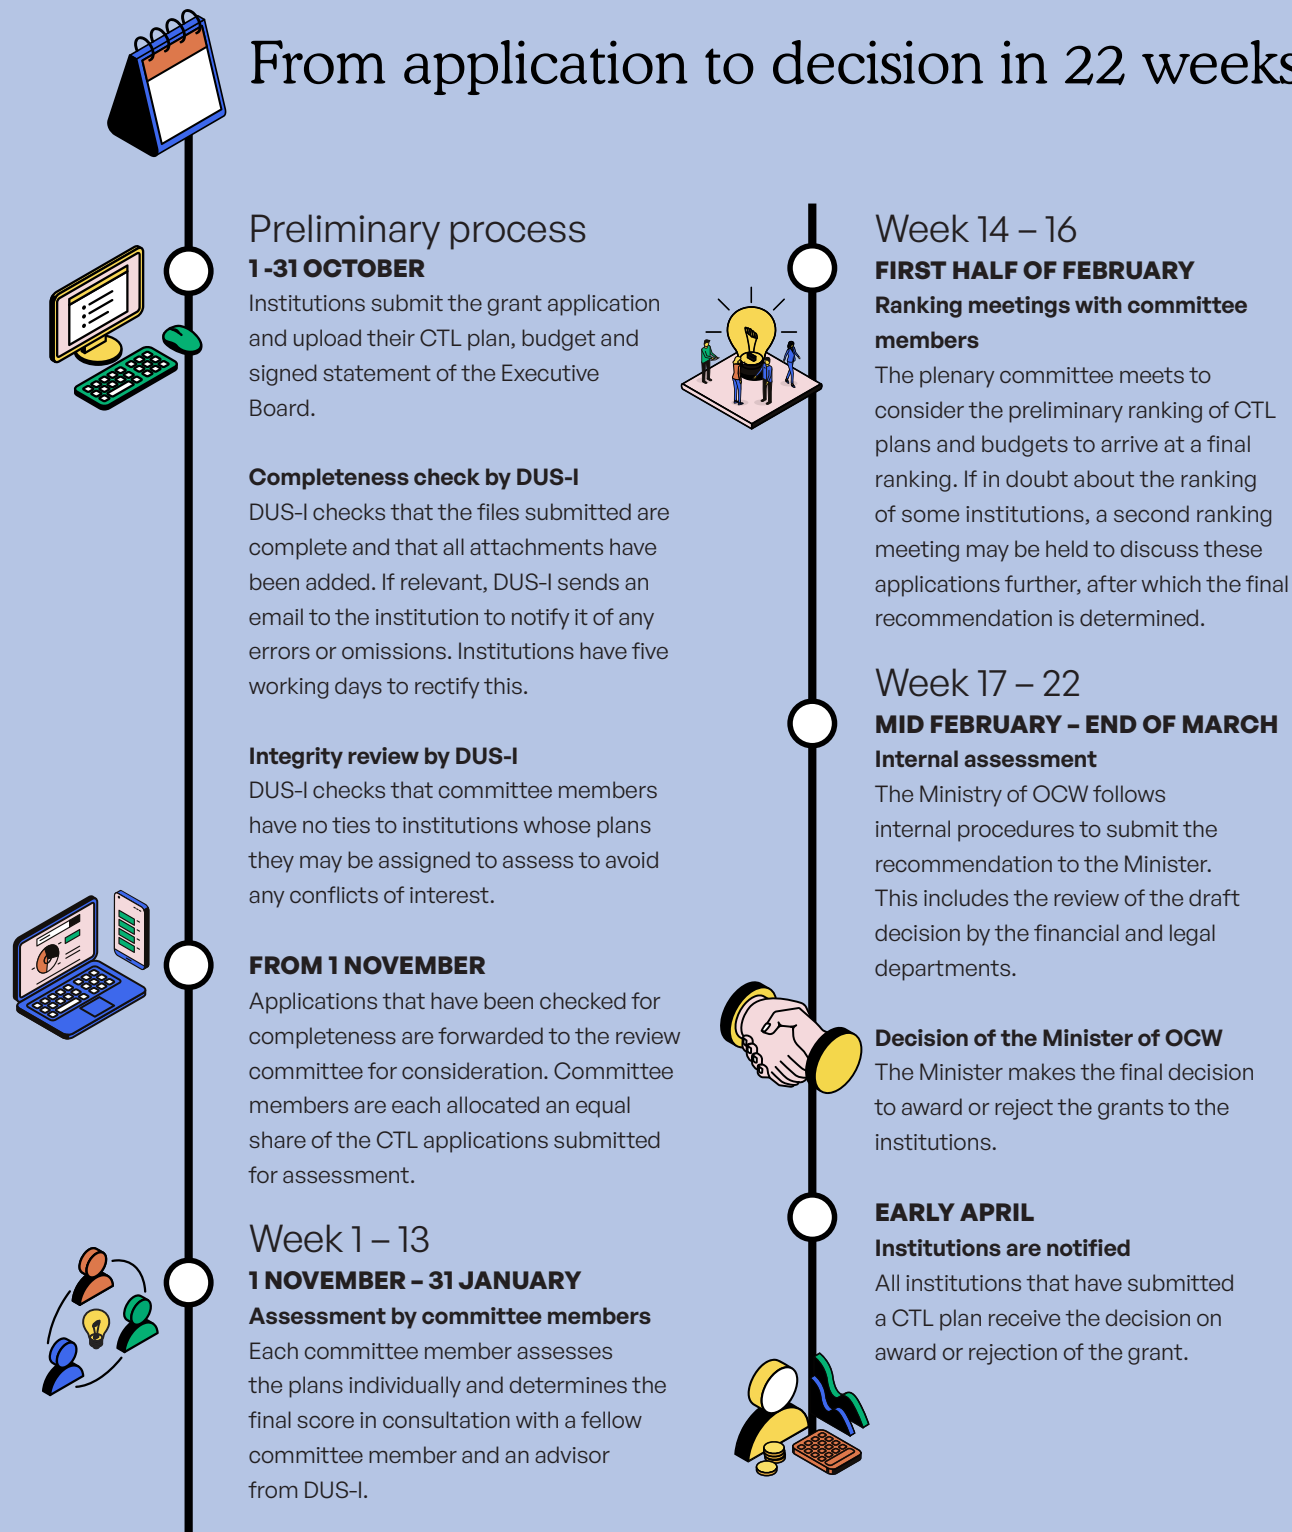 From application to decision in 22 weeks
Preliminary process
1 -31 OCTOBER
Institutions submit the grant application
and upload their CTL plan, budget and
signed statement of the Executive
Board.
Completeness check by DUS-I
DUS-I checks that the files submitted are
complete and that all attachments have
been added. If relevant, DUS-I sends an
email to the institution to notify it of any
errors or omissions. Institutions have five
working days to rectify this.
Integrity review by DUS-I
DUS-I checks that committee members
have no ties to institutions whose plans
they may be assigned to assess to avoid
any conflicts of interest.
FROM 1 NOVEMBER
Applications that have been checked for
completeness are forwarded to the review
committee for consideration. Committee
members are each allocated an equal
share of the CTL applications submitted
for assessment.
Week 1 – 13
1 NOVEMBER – 31 JANUARY
Assessment by committee members
Each committee member assesses
the plans individually and determines the
final score in consultation with a fellow
committee member and an advisor
from DUS-I.
Week 14 – 16
FIRST HALF OF FEBRUARY
Ranking meetings with committee
members
The plenary committee meets to
consider the preliminary ranking of CTL
plans and budgets to arrive at a final
ranking. If in doubt about the ranking
of some institutions, a second ranking
meeting may be held to discuss these
applications further, after which the final
recommendation is determined.
Week 17 – 22
MID FEBRUARY – END OF MARCH
Internal assessment
The Ministry of OCW follows
internal procedures to submit the
recommendation to the Minister.
This includes the review of the draft
decision by the financial and legal
departments.
Decision of the Minister of OCW
The Minister makes the final decision
to award or reject the grants to the
institutions.
EARLY APRIL
Institutions are notified
All institutions that have submitted
a CTL plan receive the decision on
award or rejection of the grant.